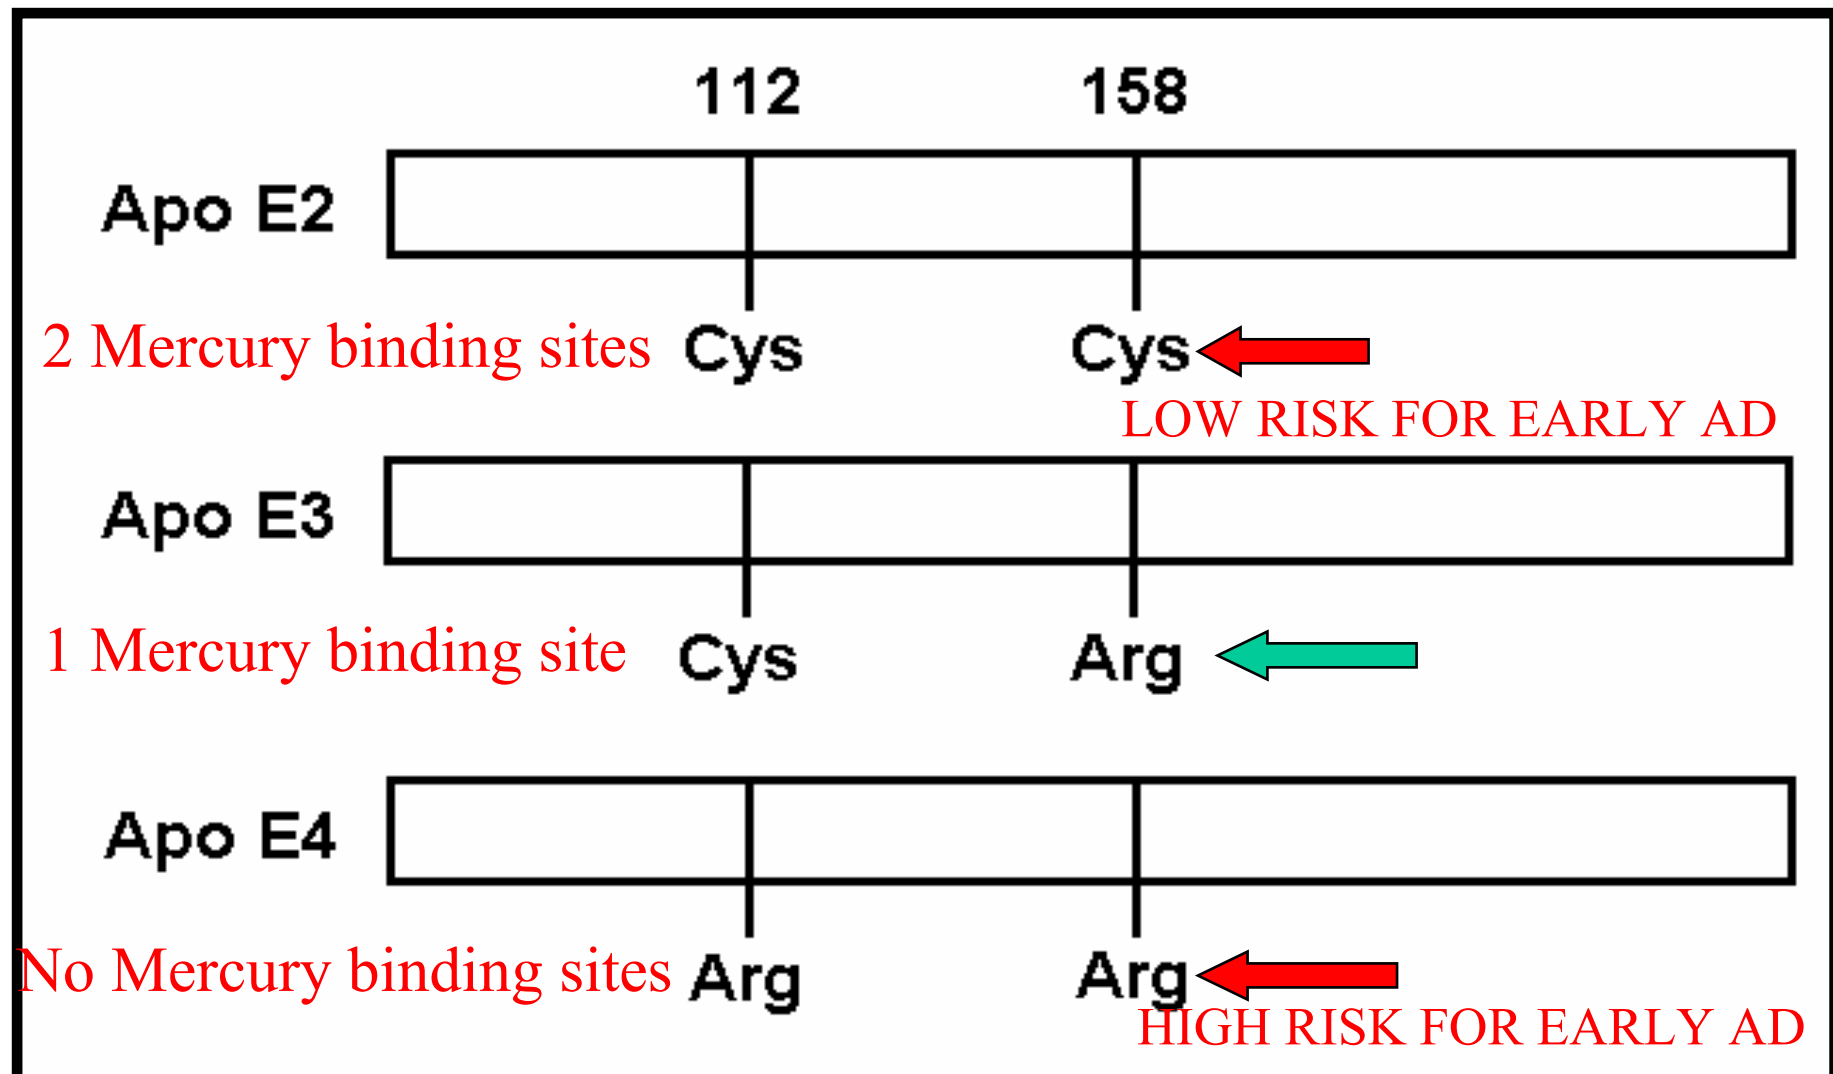 112 158
Apo E2
2 Mercury binding sites Cys Cys
LOW RISK FOR EARLY AD
Apo E3
1 Mercury binding site Cys Arg
Apo E4
No Mercury binding sites Arg Arg
HIGH RISK FOR EARLY AD